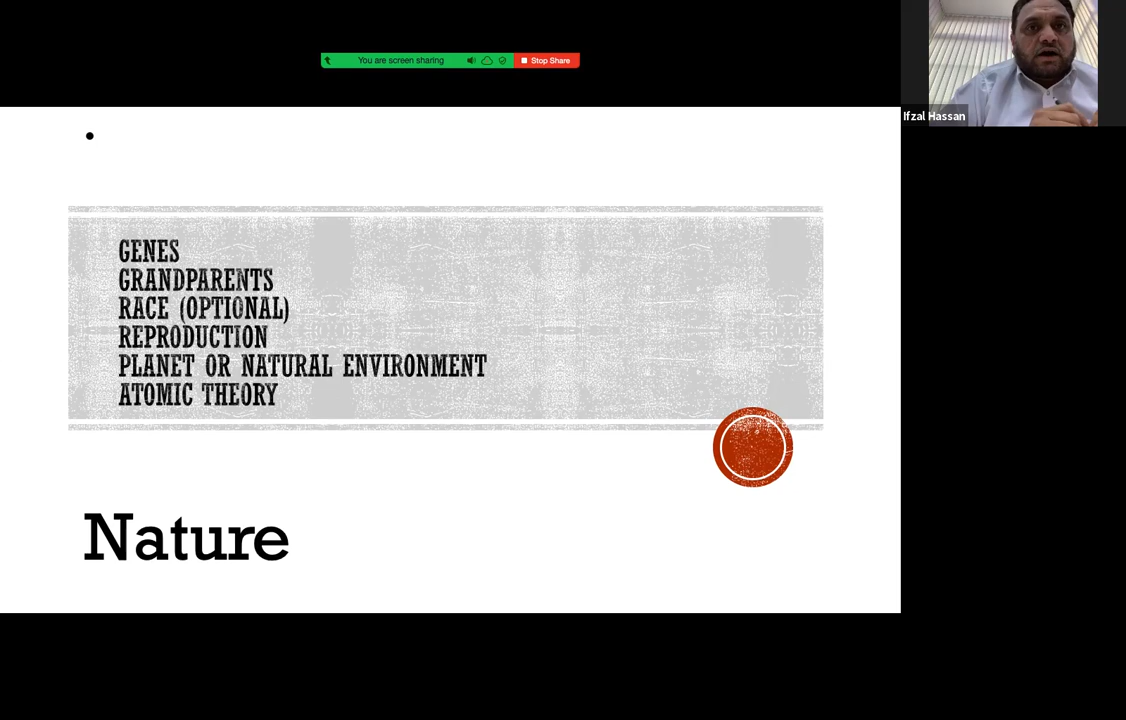 You are screen sharing
Stop Share
Ifzal Hassan
•
GENES
GRANDPARENTS
RACE (OPTIONAL)
REPRODUCTION
PLANET OR NATURAL ENVIRONMENT
ATOMIC THEORY
Nature